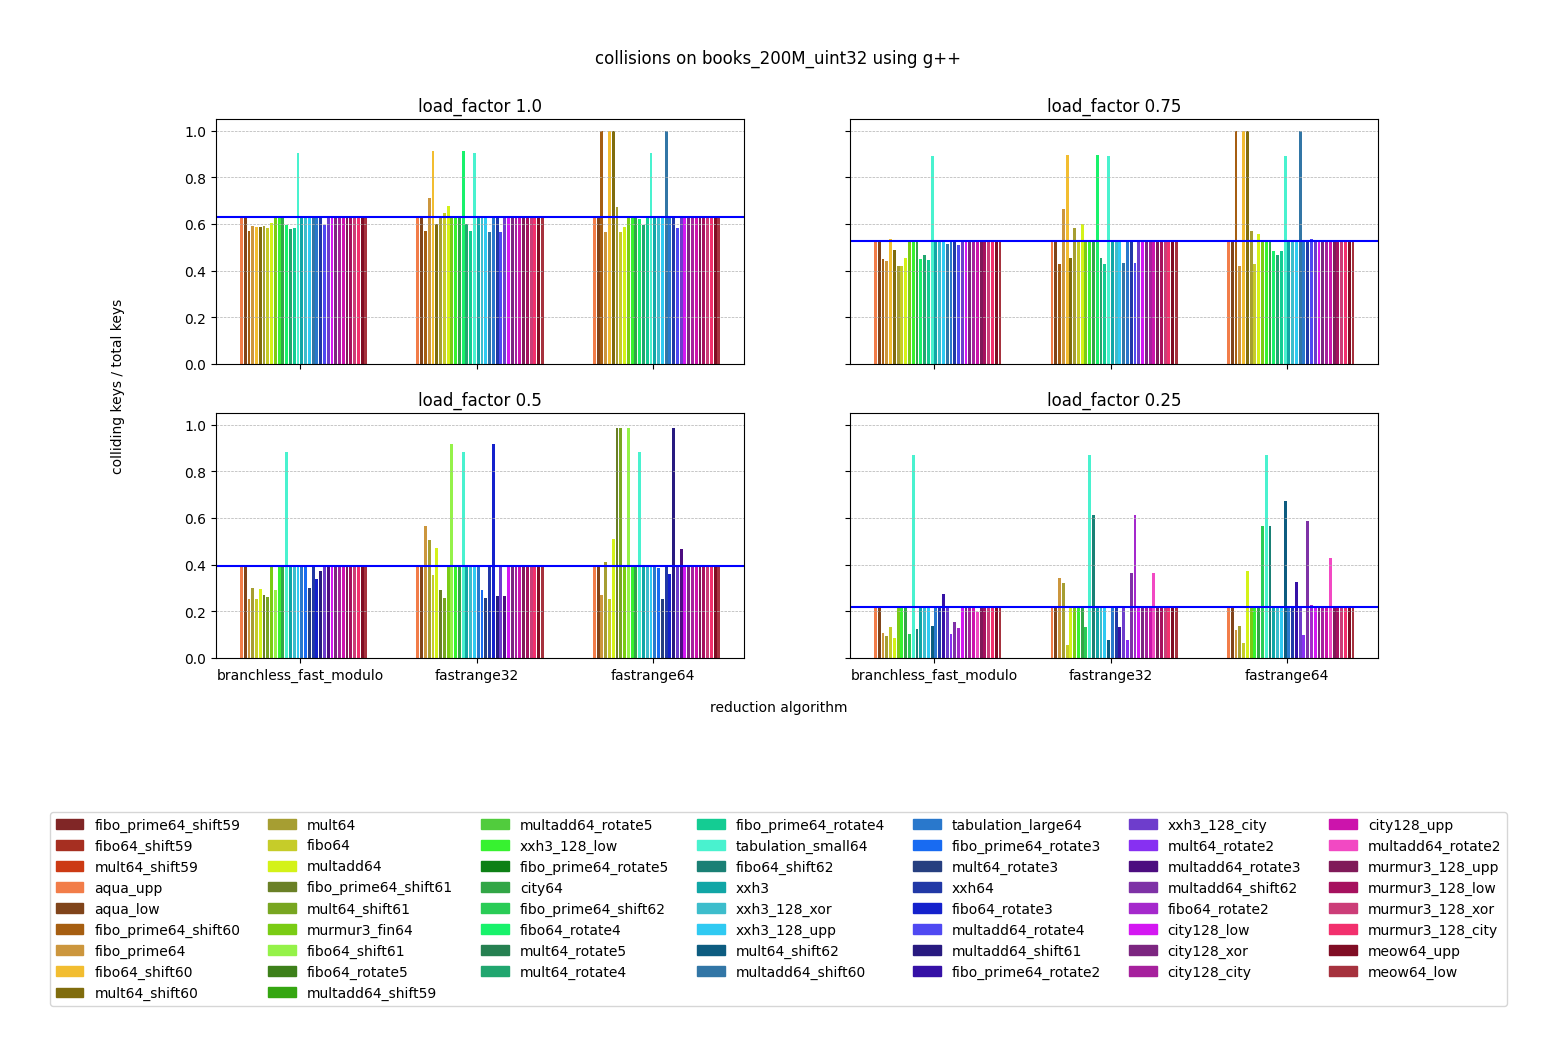 collisions on books_200M_uint32 using g++
load_factor 1.0
load_factor 0.75
1.0
0.8
0.6
0.4
0.2
0.0
colliding keys / total keys
load_factor 0.5
load_factor 0.25
1.0
0.8
0.6
0.4
0.2
0.0
branchless_fast_modulo fastrange32 fastrange64
branchless_fast_modulo fastrange32 fastrange64
reduction algorithm
fibo_prime64_shift59
fibo64_shift59
mult64_shift59
aqua_upp
aqua_low
fibo_prime64_shift60
fibo_prime64
fibo64_shift60
mult64_shift60
mult64
fibo64
multadd64
fibo_prime64_shift61
mult64_shift61
murmur3_fin64
fibo64_shift61
fibo64_rotate5
multadd64_shift59
multadd64_rotate5
xxh3_128_low
fibo_prime64_rotate5
city64
fibo_prime64_shift62
fibo64_rotate4
mult64_rotate5
mult64_rotate4
fibo_prime64_rotate4
tabulation_small64
fibo64_shift62
xxh3
xxh3_128_xor
xxh3_128_upp
mult64_shift62
multadd64_shift60
tabulation_large64
fibo_prime64_rotate3
mult64_rotate3
xxh64
fibo64_rotate3
multadd64_rotate4
multadd64_shift61
fibo_prime64_rotate2
xxh3_128_city
mult64_rotate2
multadd64_rotate3
multadd64_shift62
fibo64_rotate2
city128_low
city128_xor
city128_city
city128_upp
multadd64_rotate2
murmur3_128_upp
murmur3_128_low
murmur3_128_xor
murmur3_128_city
meow64_upp
meow64_low